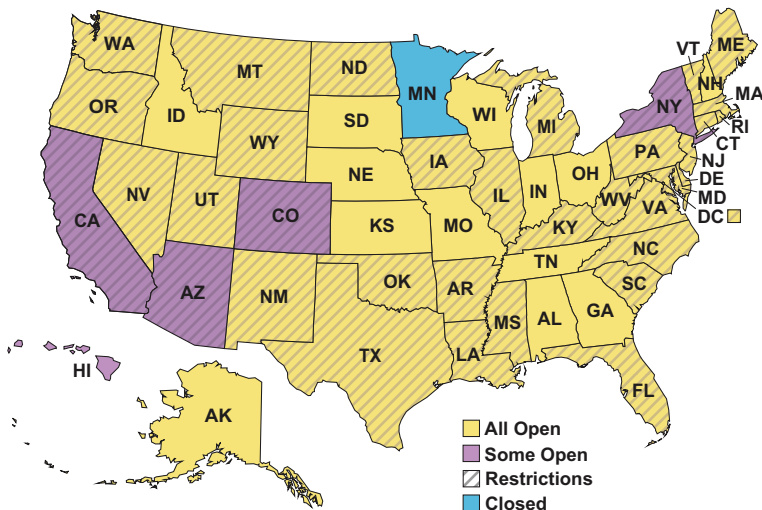 WA
MT
ND
MN
VT
ME
NH
MA
OR
ID
SD
WI
MI
NY
RI
CT
WY
IA
PA
NJ
NE
OH
DE
NV
UT
IL
IN
WV
VA
MD
DC
CA
CO
KS
MO
KY
NC
TN
SC
AZ
NM
OK
AR
MS
AL
GA
TX
LA
FL
HI
AK
All Open
Some Open
Restrictions
Closed